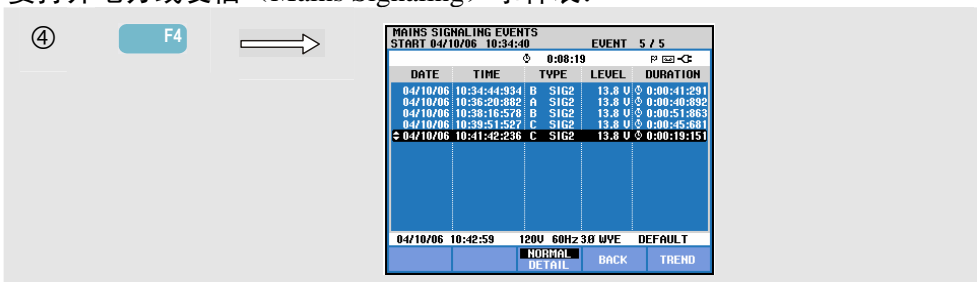 要打开电力线发信（Mains Signaling）事件表：
④ F4
MAINS SIGNALING EVENTS
START 04/10/06 10:34:40 EVENT 5 / 5
0:08:19 P
DATE TIME TYPE LEVEL DURATION
04/10/06 10:34:44:934 B SIG2 13.8 V 0:00:41:291
04/10/06 10:36:20:882 A SIG2 13.8 V 0:00:40:892
04/10/06 10:38:16:578 B SIG2 13.8 V 0:00:51:863
04/10/06 10:39:51:527 C SIG2 13.8 V 0:00:45:681
04/10/06 10:41:42:236 C SIG2 13.8 V 0:00:19:151
04/10/06 10:42:59 120V 60Hz 3Ø WYE DEFAULT
NORMAL
DETAIL BACK TREND